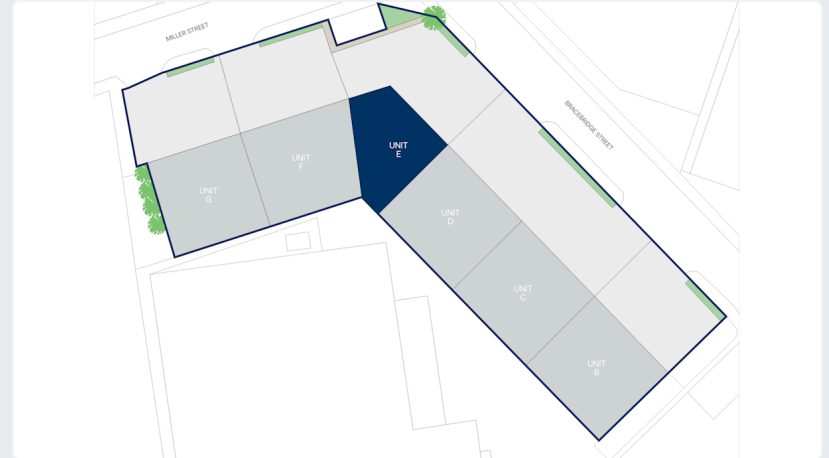 MILLER STREET
BRACEBRIDGE STREET
UNIT
E
UNIT
F
UNIT
G
UNIT
D
UNIT
C
UNIT
B